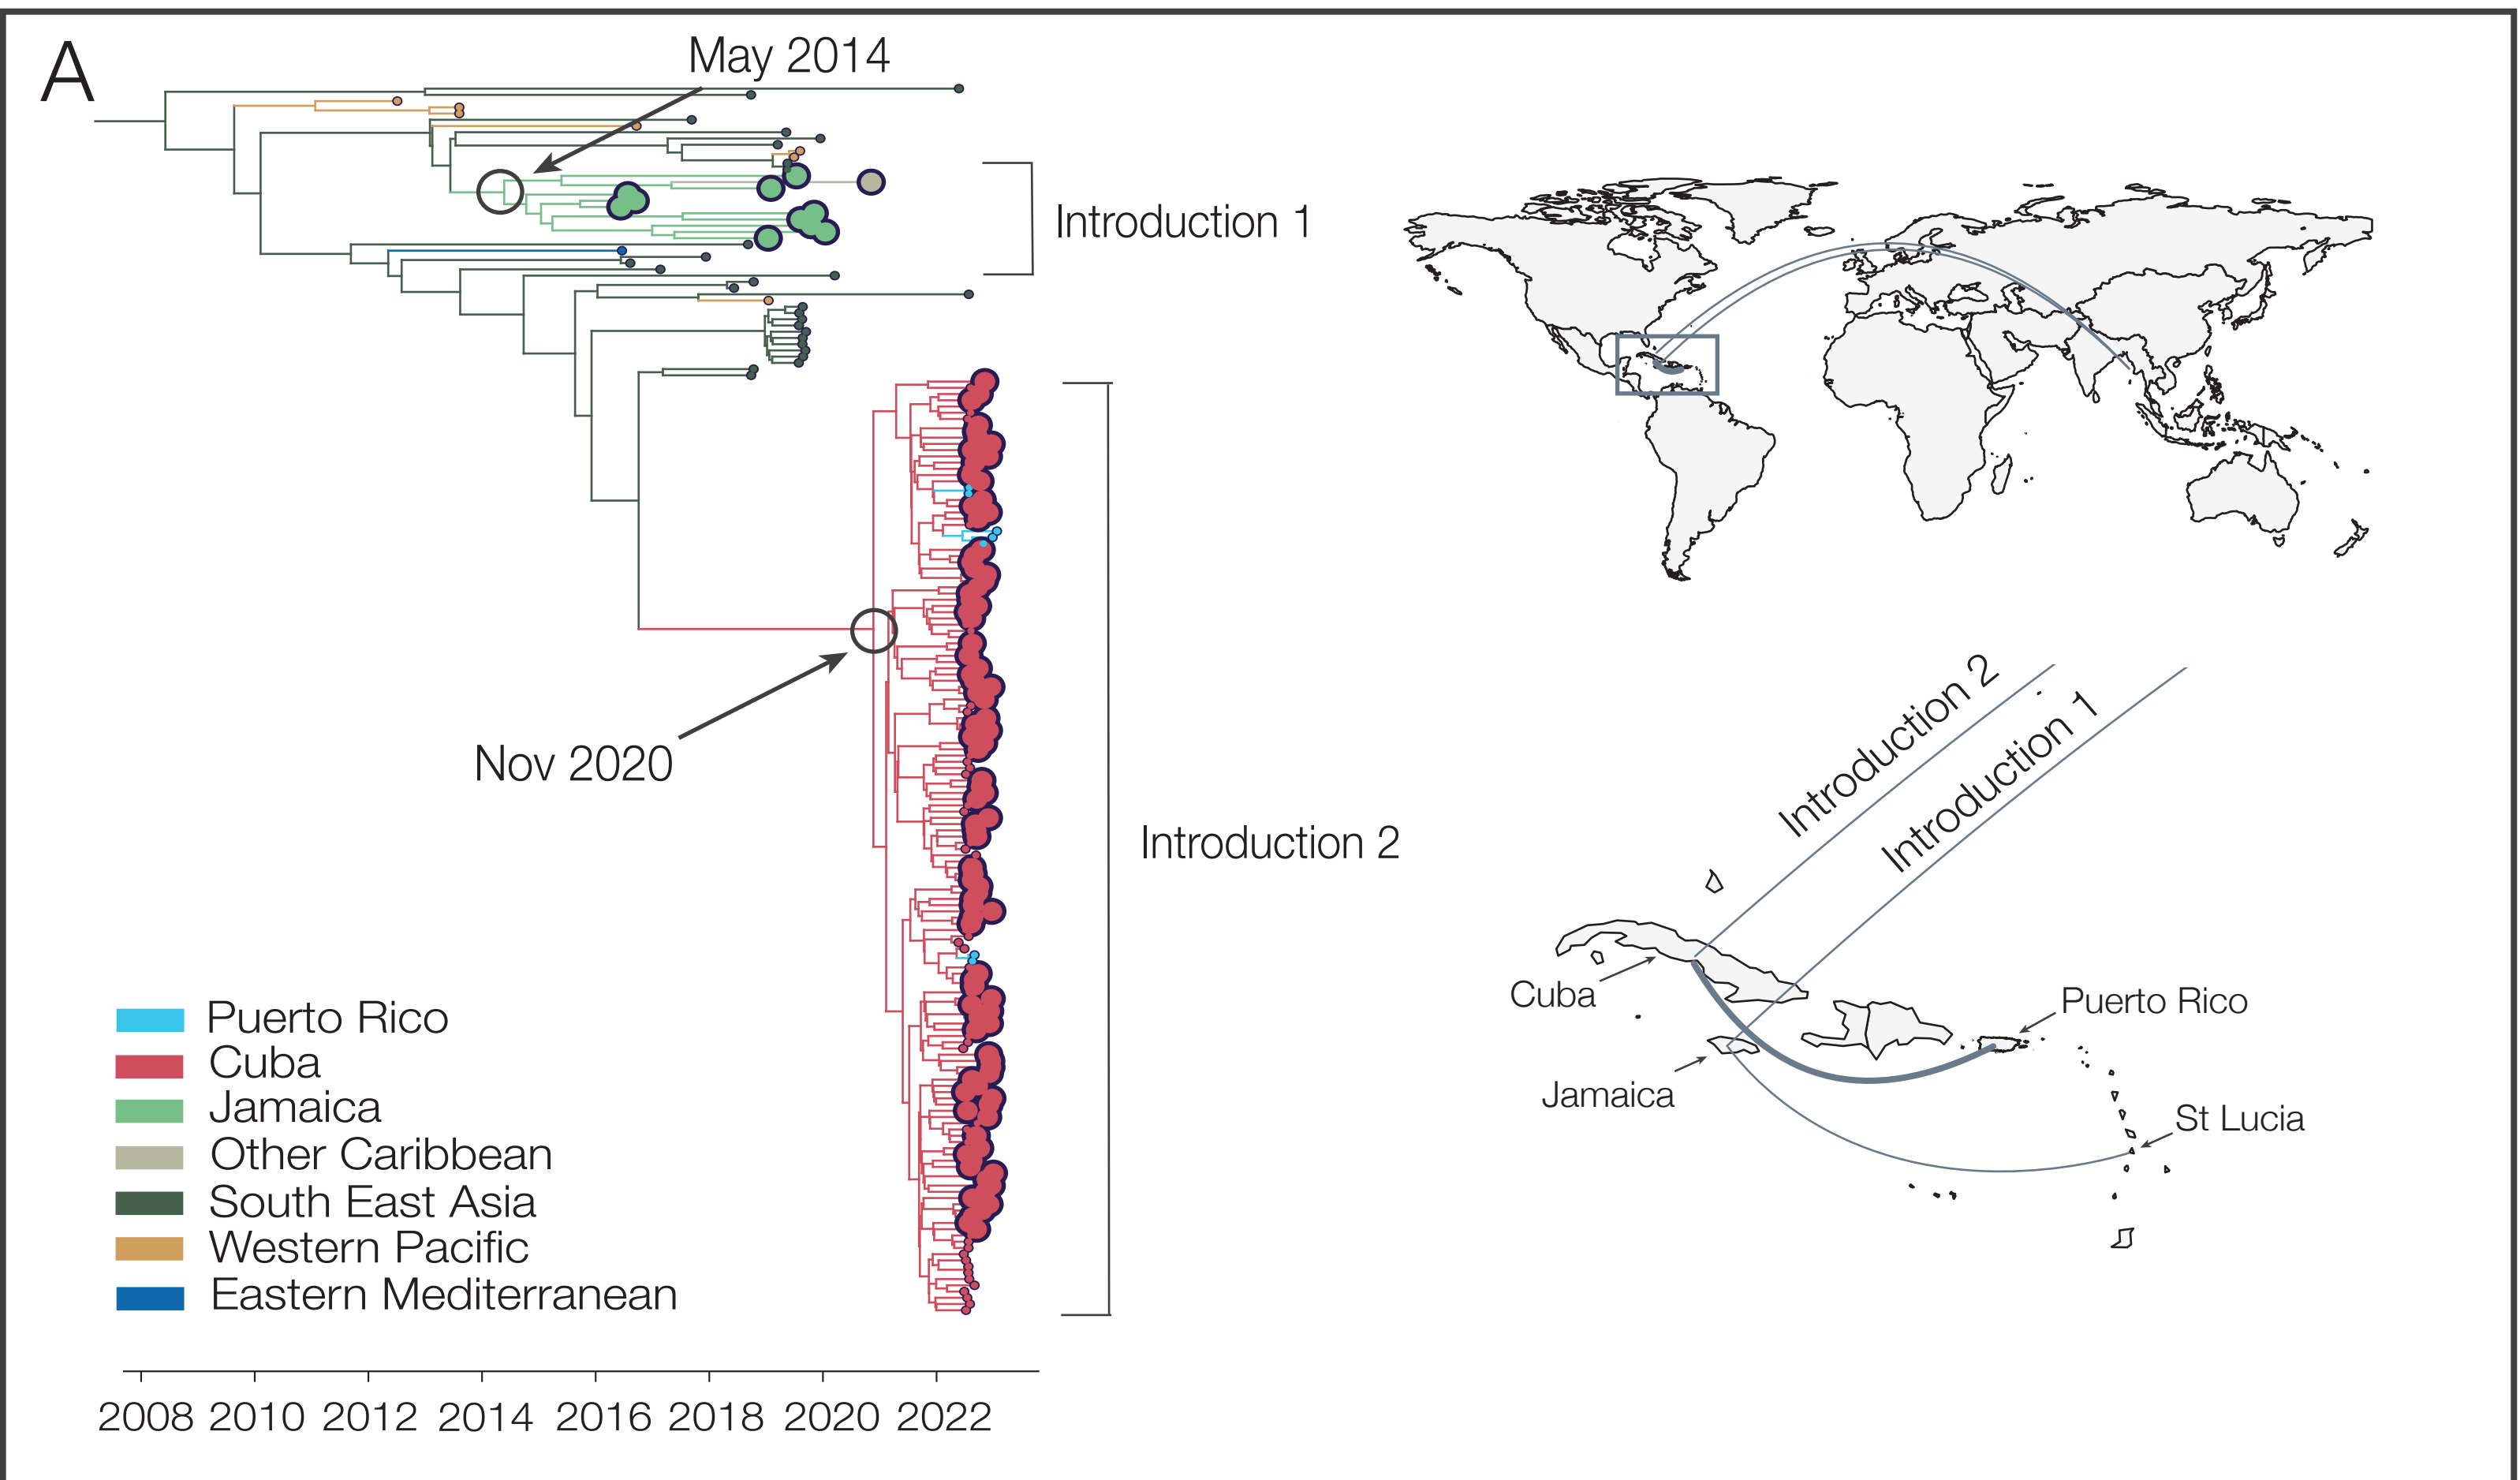 A
May 2014
Introduction 1
Nov 2020
Introduction 2
Puerto Rico
Cuba
Jamaica
Other Caribbean
South East Asia
Western Pacific
Eastern Mediterranean
2008 2010 2012 2014 2016 2018 2020 2022
Introduction 2
Introduction 1
Cuba
Puerto Rico
Jamaica
St Lucia